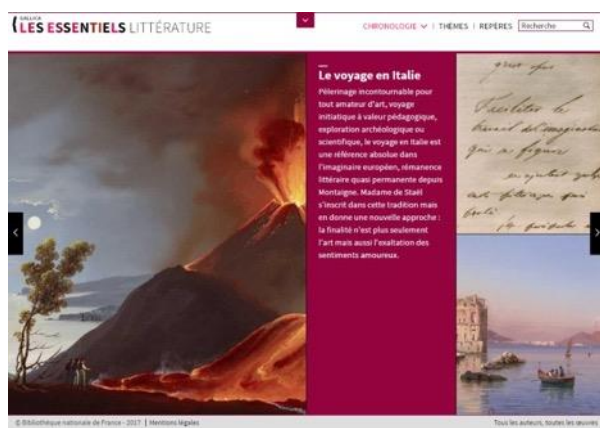 GALLICA
LES ESSENTIELS LITTÉRATURE
CHRONOLOGIE | THÈMES | REPÈRES Recherche
Le voyage en Italie
Pèlerinage incontournable pour
tout amateur d'art, voyage
initiatique à valeur pédagogique,
exploration archéologique ou
scientifique, le voyage en Italie est
une référence absolue dans
l'imaginaire européen, rémanence
littéraire quasi permanente depuis
Montaigne. Madame de Staël
s'inscrit dans cette tradition mais
en donne une nouvelle approche :
la finalité n'est plus seulement
l'art mais aussi l'exaltation des
sentiments amoureux.
Faciliter le
travail de
© Bibliothèque nationale de France - 2017 | Mentions légales
Tous les auteurs, toutes les œuvres